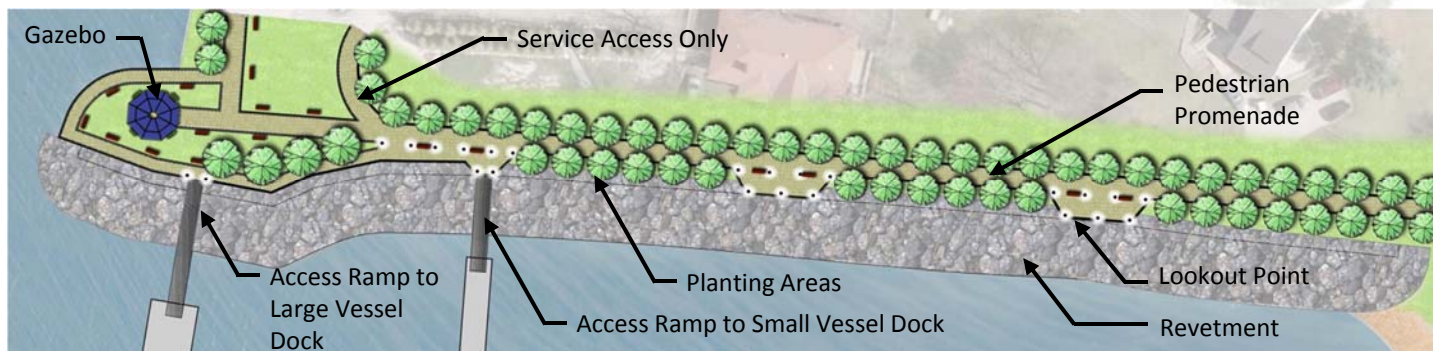 Gazebo
Service Access Only
Pedestrian
Promenade
Access Ramp to
Large Vessel
Dock
Planting Areas
Access Ramp to Small Vessel Dock
Lookout Point
Revetment